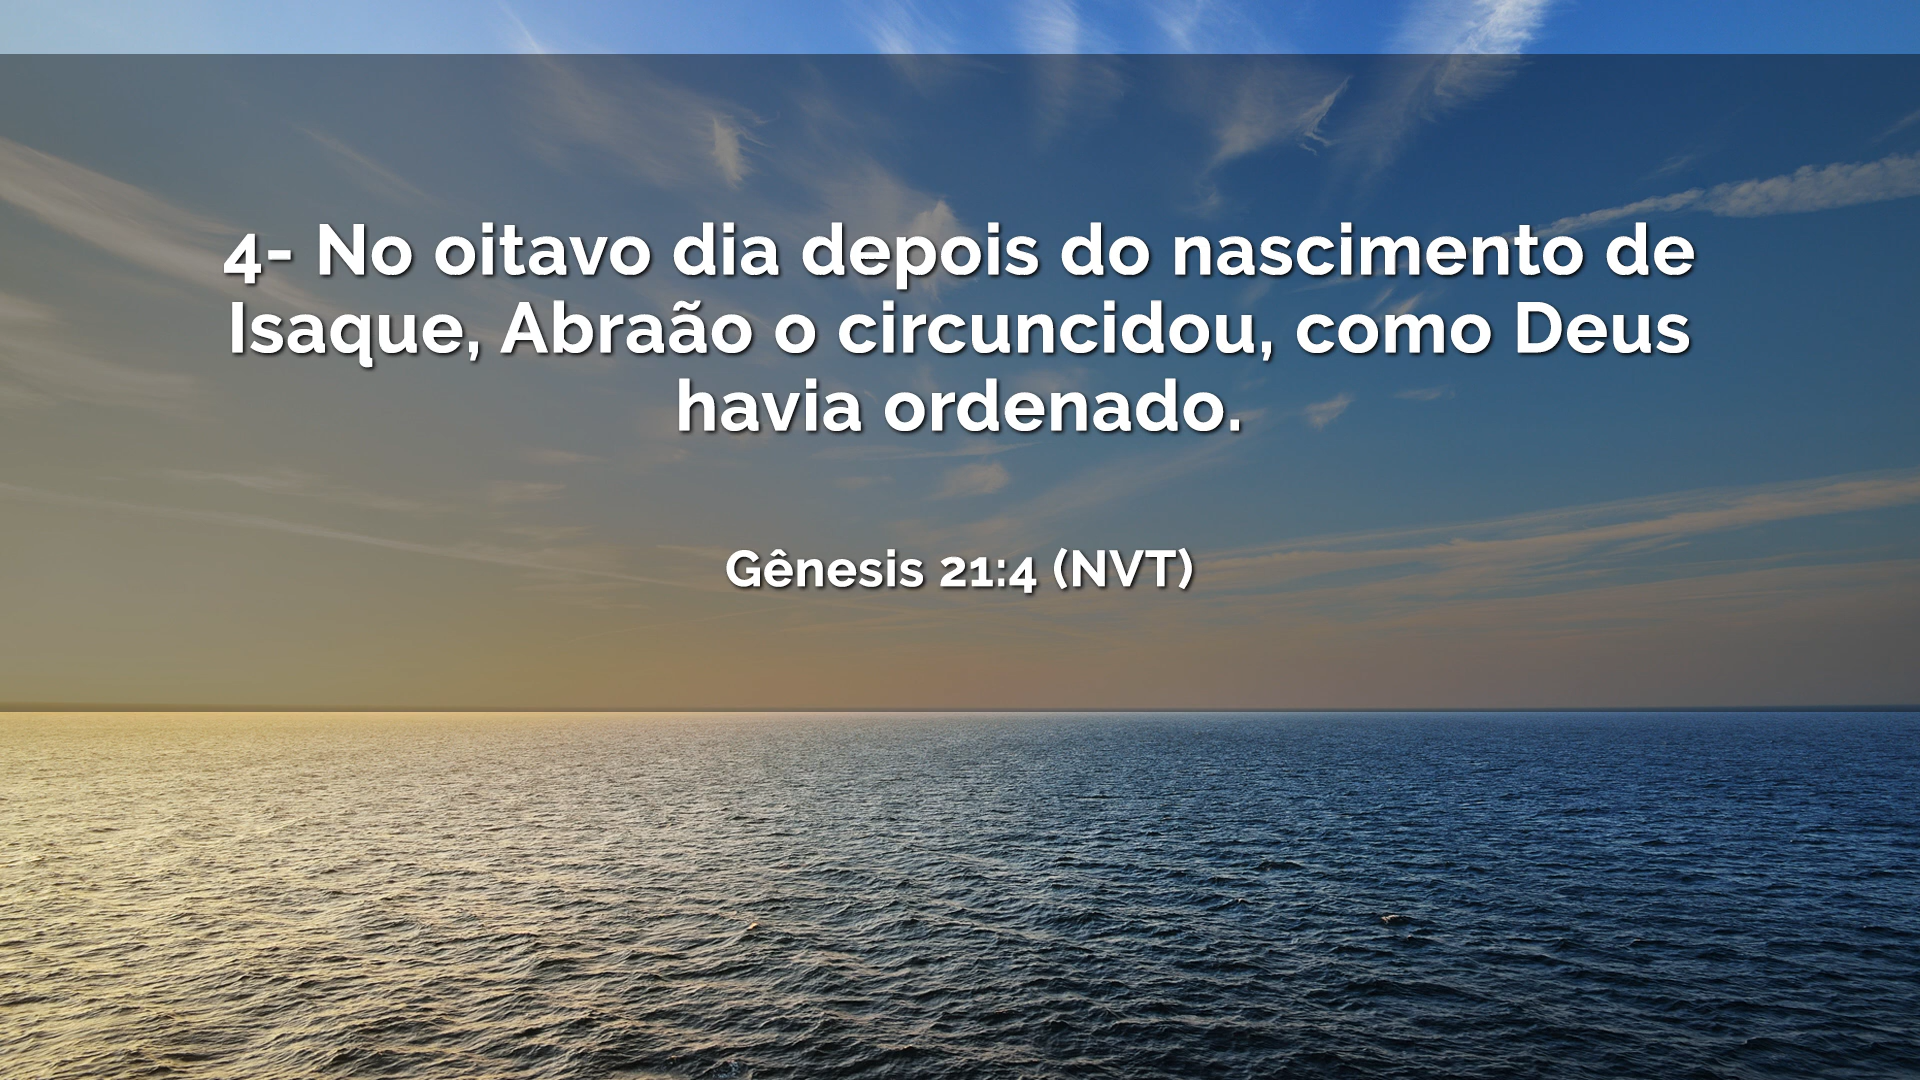 4- No oitavo dia depois do nascimento de
Isaque, Abraão o circuncidou, como Deus
havia ordenado.
Gênesis 21:4 (NVT)